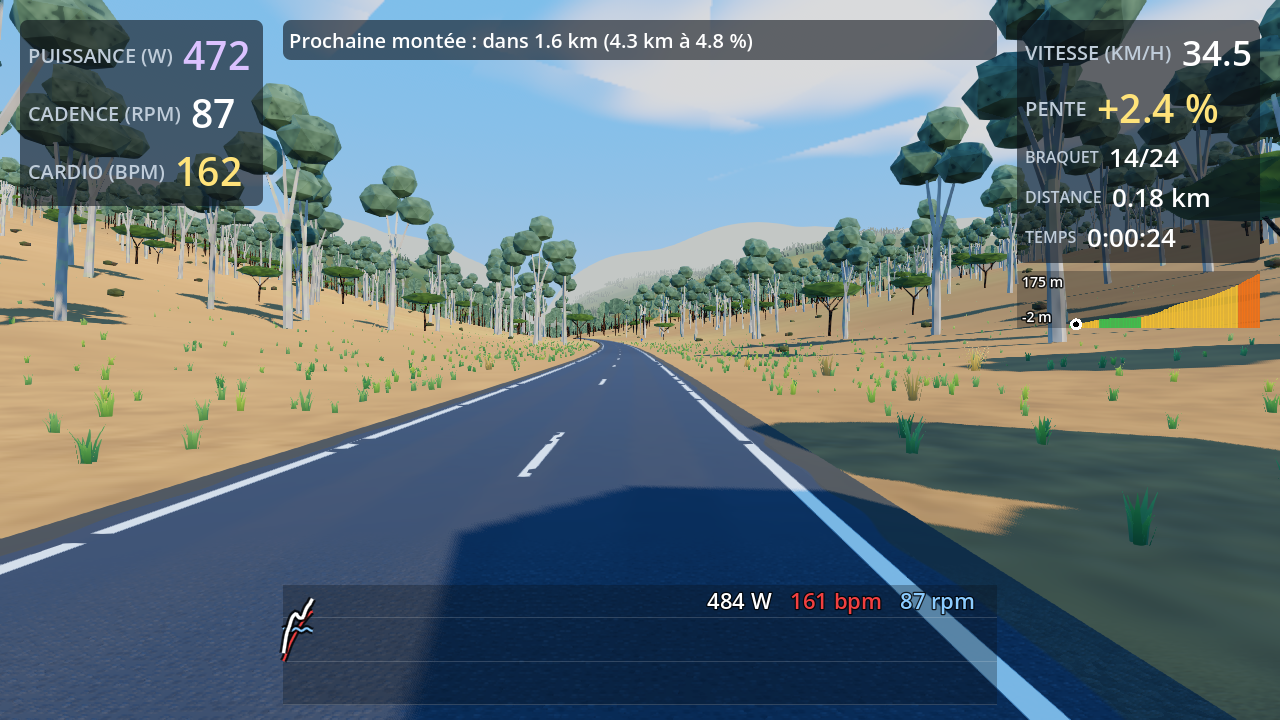 PUISSANCE (W) 472
CADENCE (RPM) 87
CARDIO (BPM) 162
Prochaine montée : dans 1.6 km (4.3 km à 4.8 %)
VITESSE (KM/H) 34.5
PENTE +2.4 %
BRAQUET 14/24
DISTANCE 0.18 km
TEMPS 0:00:24
175 m
-2 m
484 W 161 bpm 87 rpm